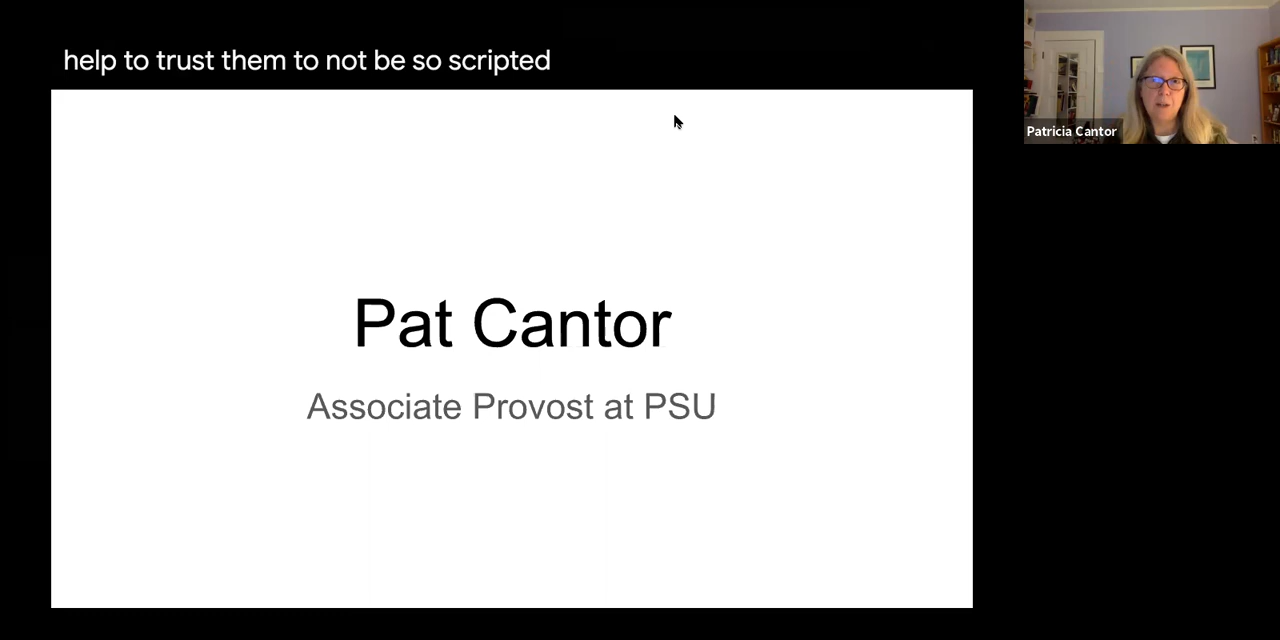 help to trust them to not be so scripted
Patricia Cantor
Pat Cantor
Associate Provost at PSU